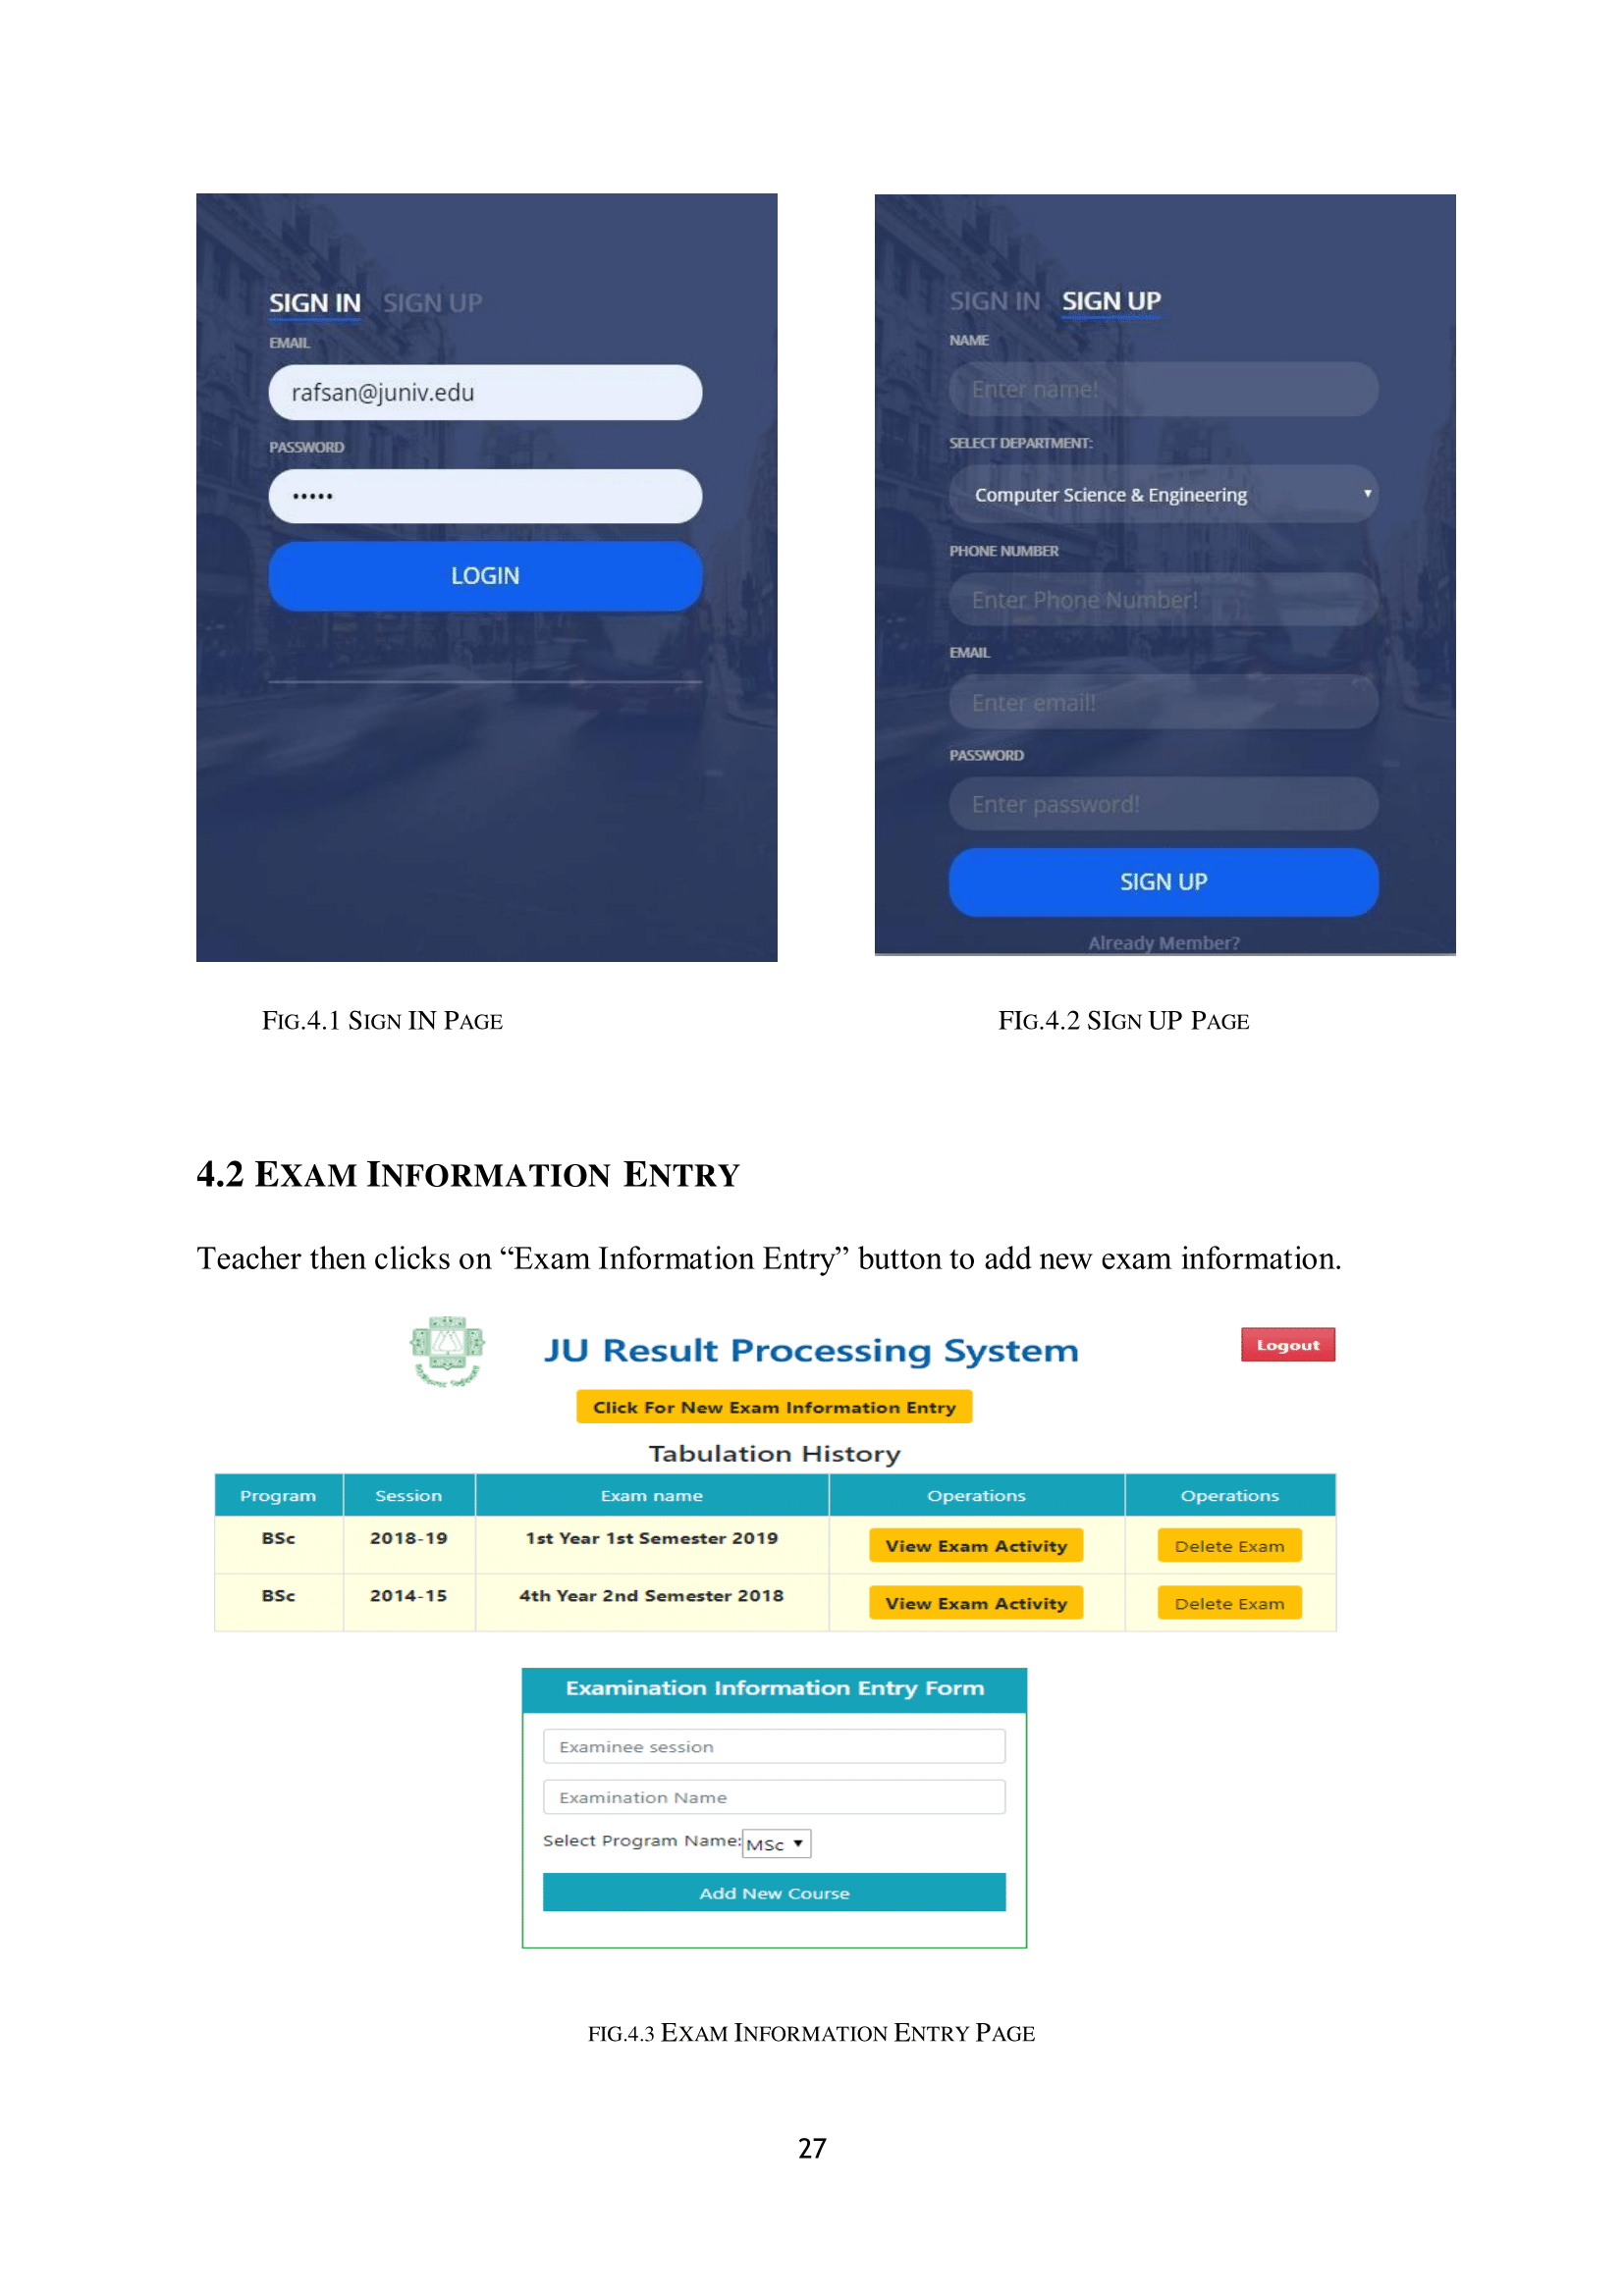 SIGN IN SIGN UP
EMAIL
rafsan@juniv.edu
PASSWORD
•••••
LOGIN
SIGN IN SIGN UP
NAME
Enter name!
SELECT DEPARTMENT:
Computer Science & Engineering
PHONE NUMBER
Enter Phone Number!
EMAIL
Enter email!
PASSWORD
Enter password!
SIGN UP
Already Member?
FIG.4.1 SIGN IN PAGE
FIG.4.2 SIGN UP PAGE
4.2 EXAM INFORMATION ENTRY
Teacher then clicks on “Exam Information Entry” button to add new exam information.
JU Result Processing System
Logout
Click For New Exam Information Entry
Tabulation History
Program Session Exam name Operations Operations
BSc 2018-19 1st Year 1st Semester 2019 View Exam Activity Delete Exam
BSc 2014-15 4th Year 2nd Semester 2018 View Exam Activity Delete Exam
Examination Information Entry Form
Examinee session
Examination Name
Select Program Name: MSc
Add New Course
FIG.4.3 EXAM INFORMATION ENTRY PAGE
27